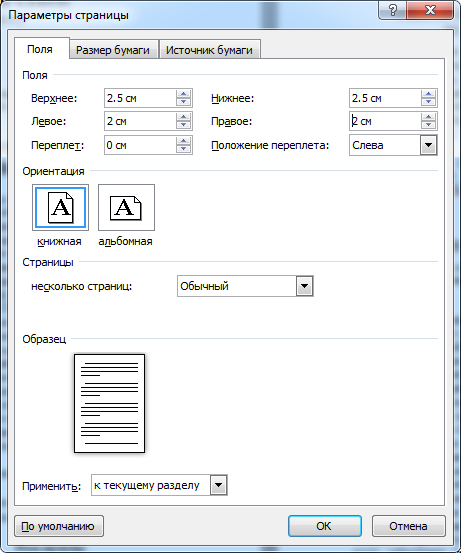 Параметры страницы
Поля Размер бумаги Источник бумаги
Поля
Верхнее: 2.5 см Нижнее: 2.5 см
Левое: 2 см Правое: 2 см
Переплет: 0 см Положение переплета: Слева
Ориентация
A A
книжная альбомная
Страницы
несколько страниц: Обычный
Образец
Применить: к текущему разделу
По умолчанию ОК Отмена